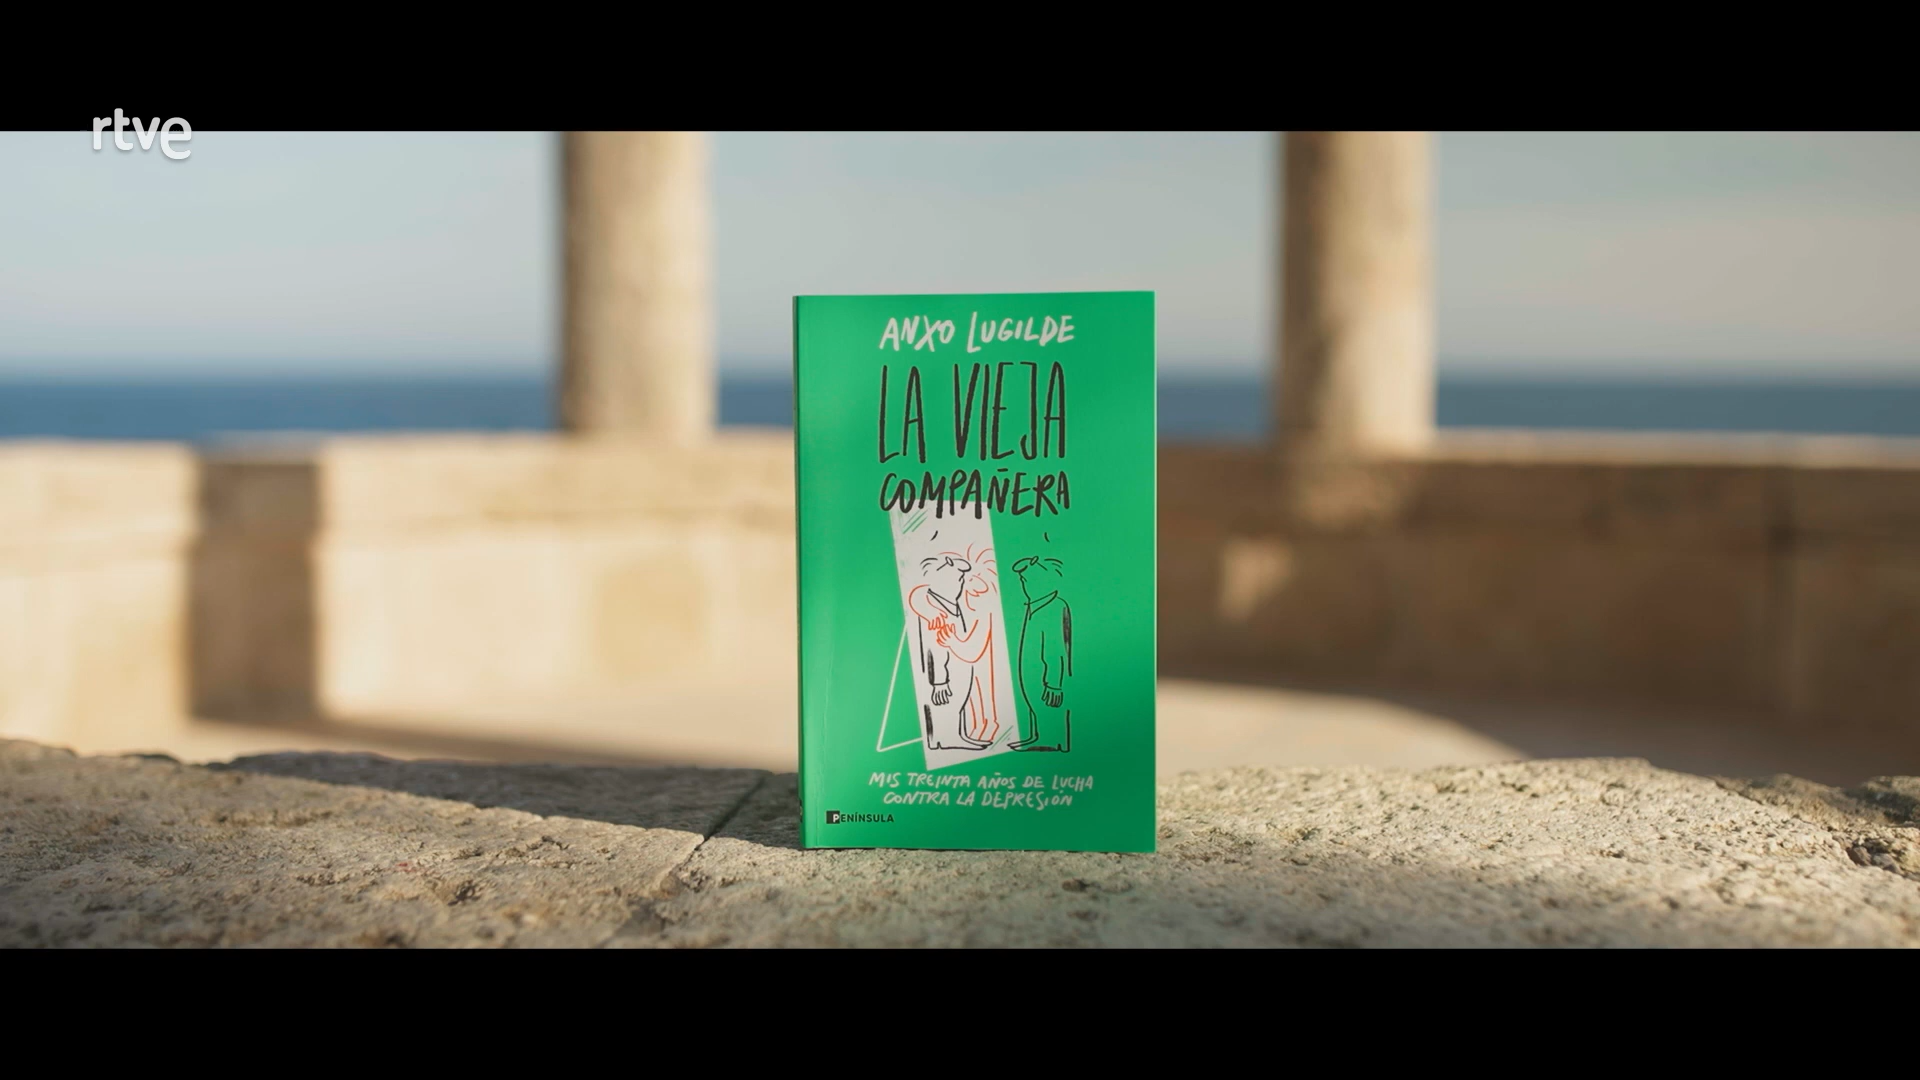 rtve
ANXO LUGILDE
LA VIEJA
COMPAÑERA
MIS TREINTA AÑOS DE LUCHA
CONTRA LA DEPRESIÓN
PENÍNSULA